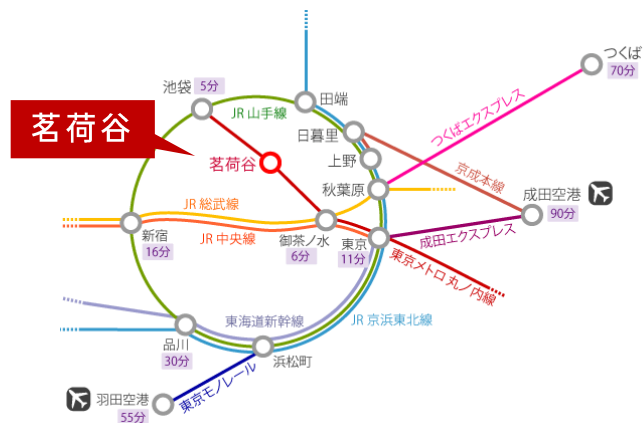 つくば
70分
池袋
5分
JR 山手線
田端
茗荷谷
日暮里
つくばエクスプレス
茗荷谷
上野
京成本線
秋葉原
成田空港
90分
JR 総武線
新宿
16分
JR 中央線
御茶ノ水
6分
東京
11分
成田エクスプレス
東京メトロ 丸ノ内線
東海道新幹線
JR 京浜東北線
品川
30分
浜松町
東京モノレール
羽田空港
55分